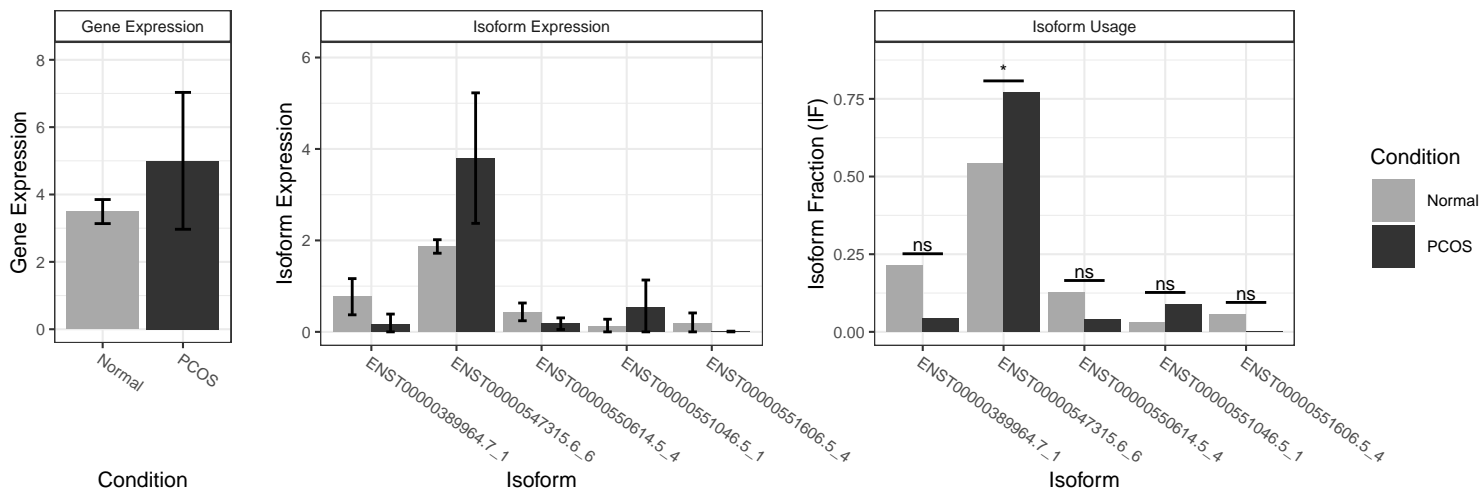 Gene Expression
Gene Expression
8
6
4
2
0
Normal
PCOS
Condition
Isoform Expression
Isoform Expression
6
4
2
0
ENST00000389964.7_1
ENST00000547315.6_6
ENST00000550614.5_4
ENST00000551046.5_1
ENST00000551606.5_4
Isoform
Isoform Usage
Isoform Fraction (IF)
0.75
0.50
0.25
0.00
ns
*
ns
ns
ns
ENST00000389964.7_1
ENST00000547315.6_6
ENST00000550614.5_4
ENST00000551046.5_1
ENST00000551606.5_4
Isoform
Condition
Normal
PCOS